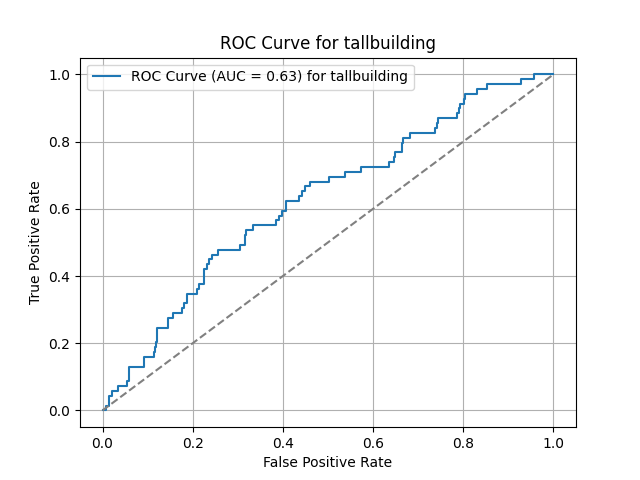 ROC Curve for tallbuilding
ROC Curve (AUC = 0.63) for tallbuilding
True Positive Rate
1.0
0.8
0.6
0.4
0.2
0.0
0.0 0.2 0.4 0.6 0.8 1.0
False Positive Rate